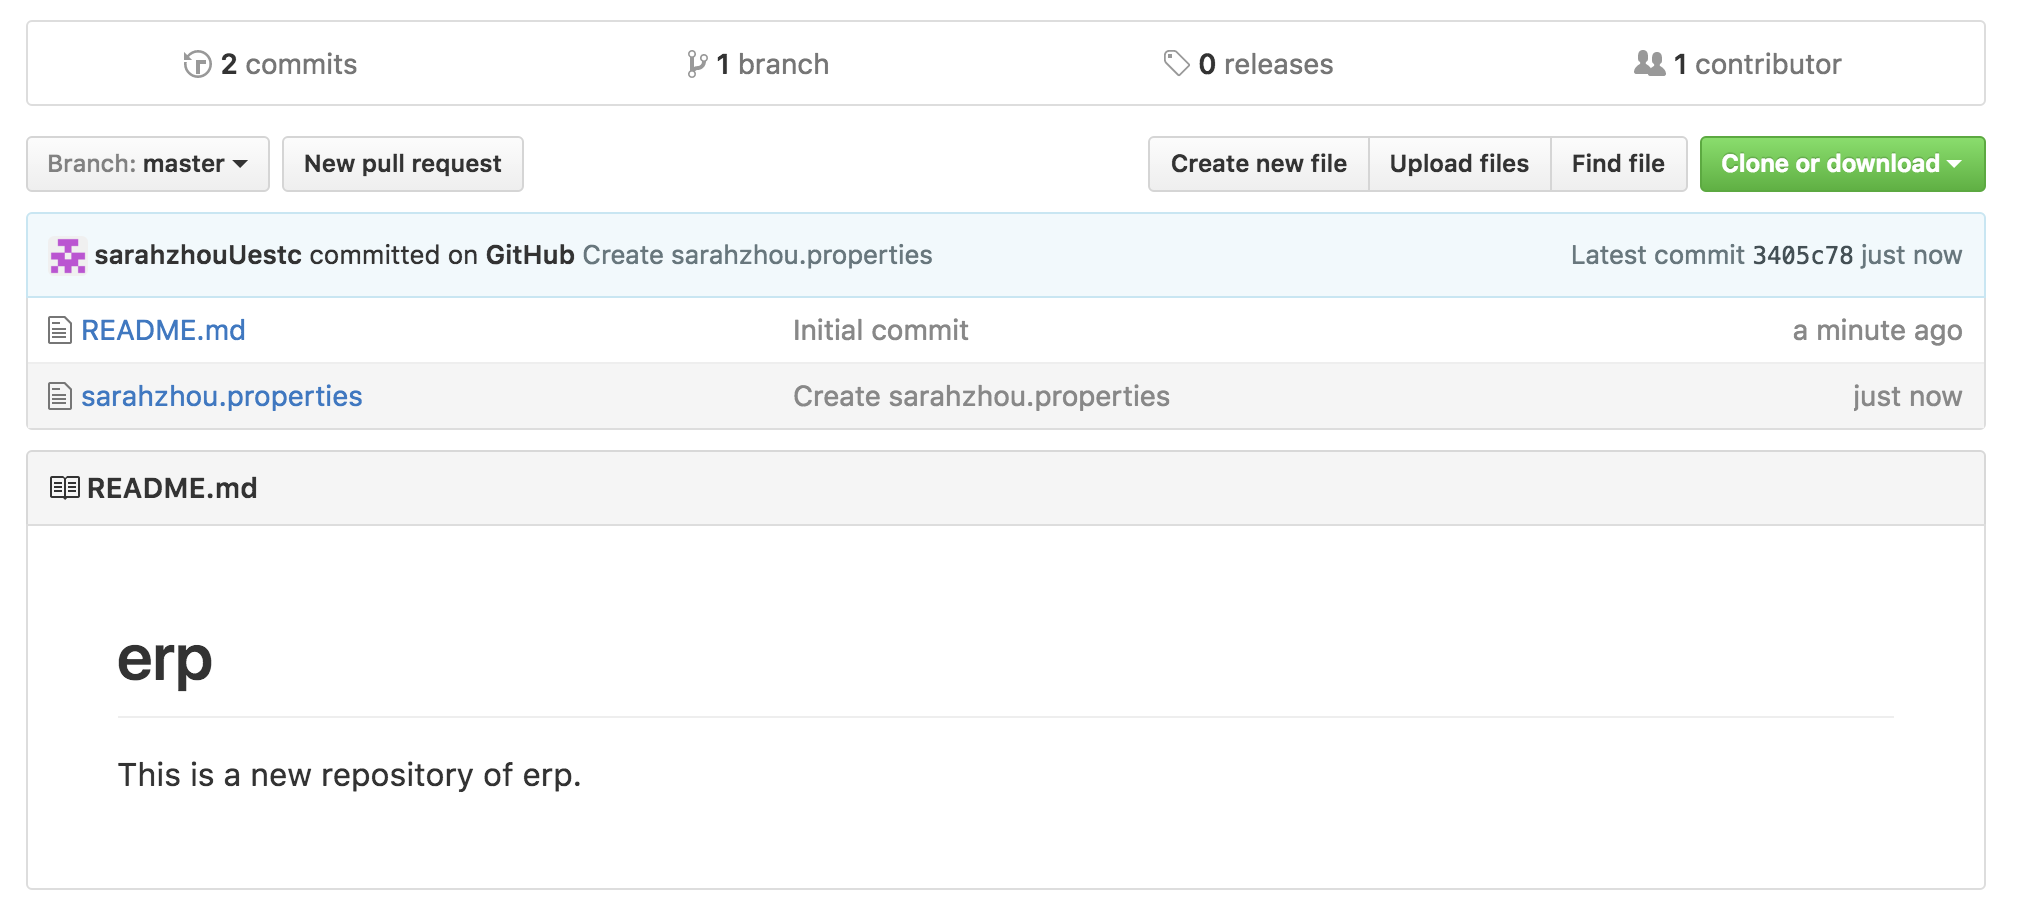 2 commits 1 branch 0 releases 1 contributor
Branch: master New pull request Create new file Upload files Find file Clone or download
sarahzhouUestc committed on GitHub Create sarahzhou.properties Latest commit 3405c78 just now
README.md Initial commit a minute ago
sarahzhou.properties Create sarahzhou.properties just now
README.md
erp
This is a new repository of erp.